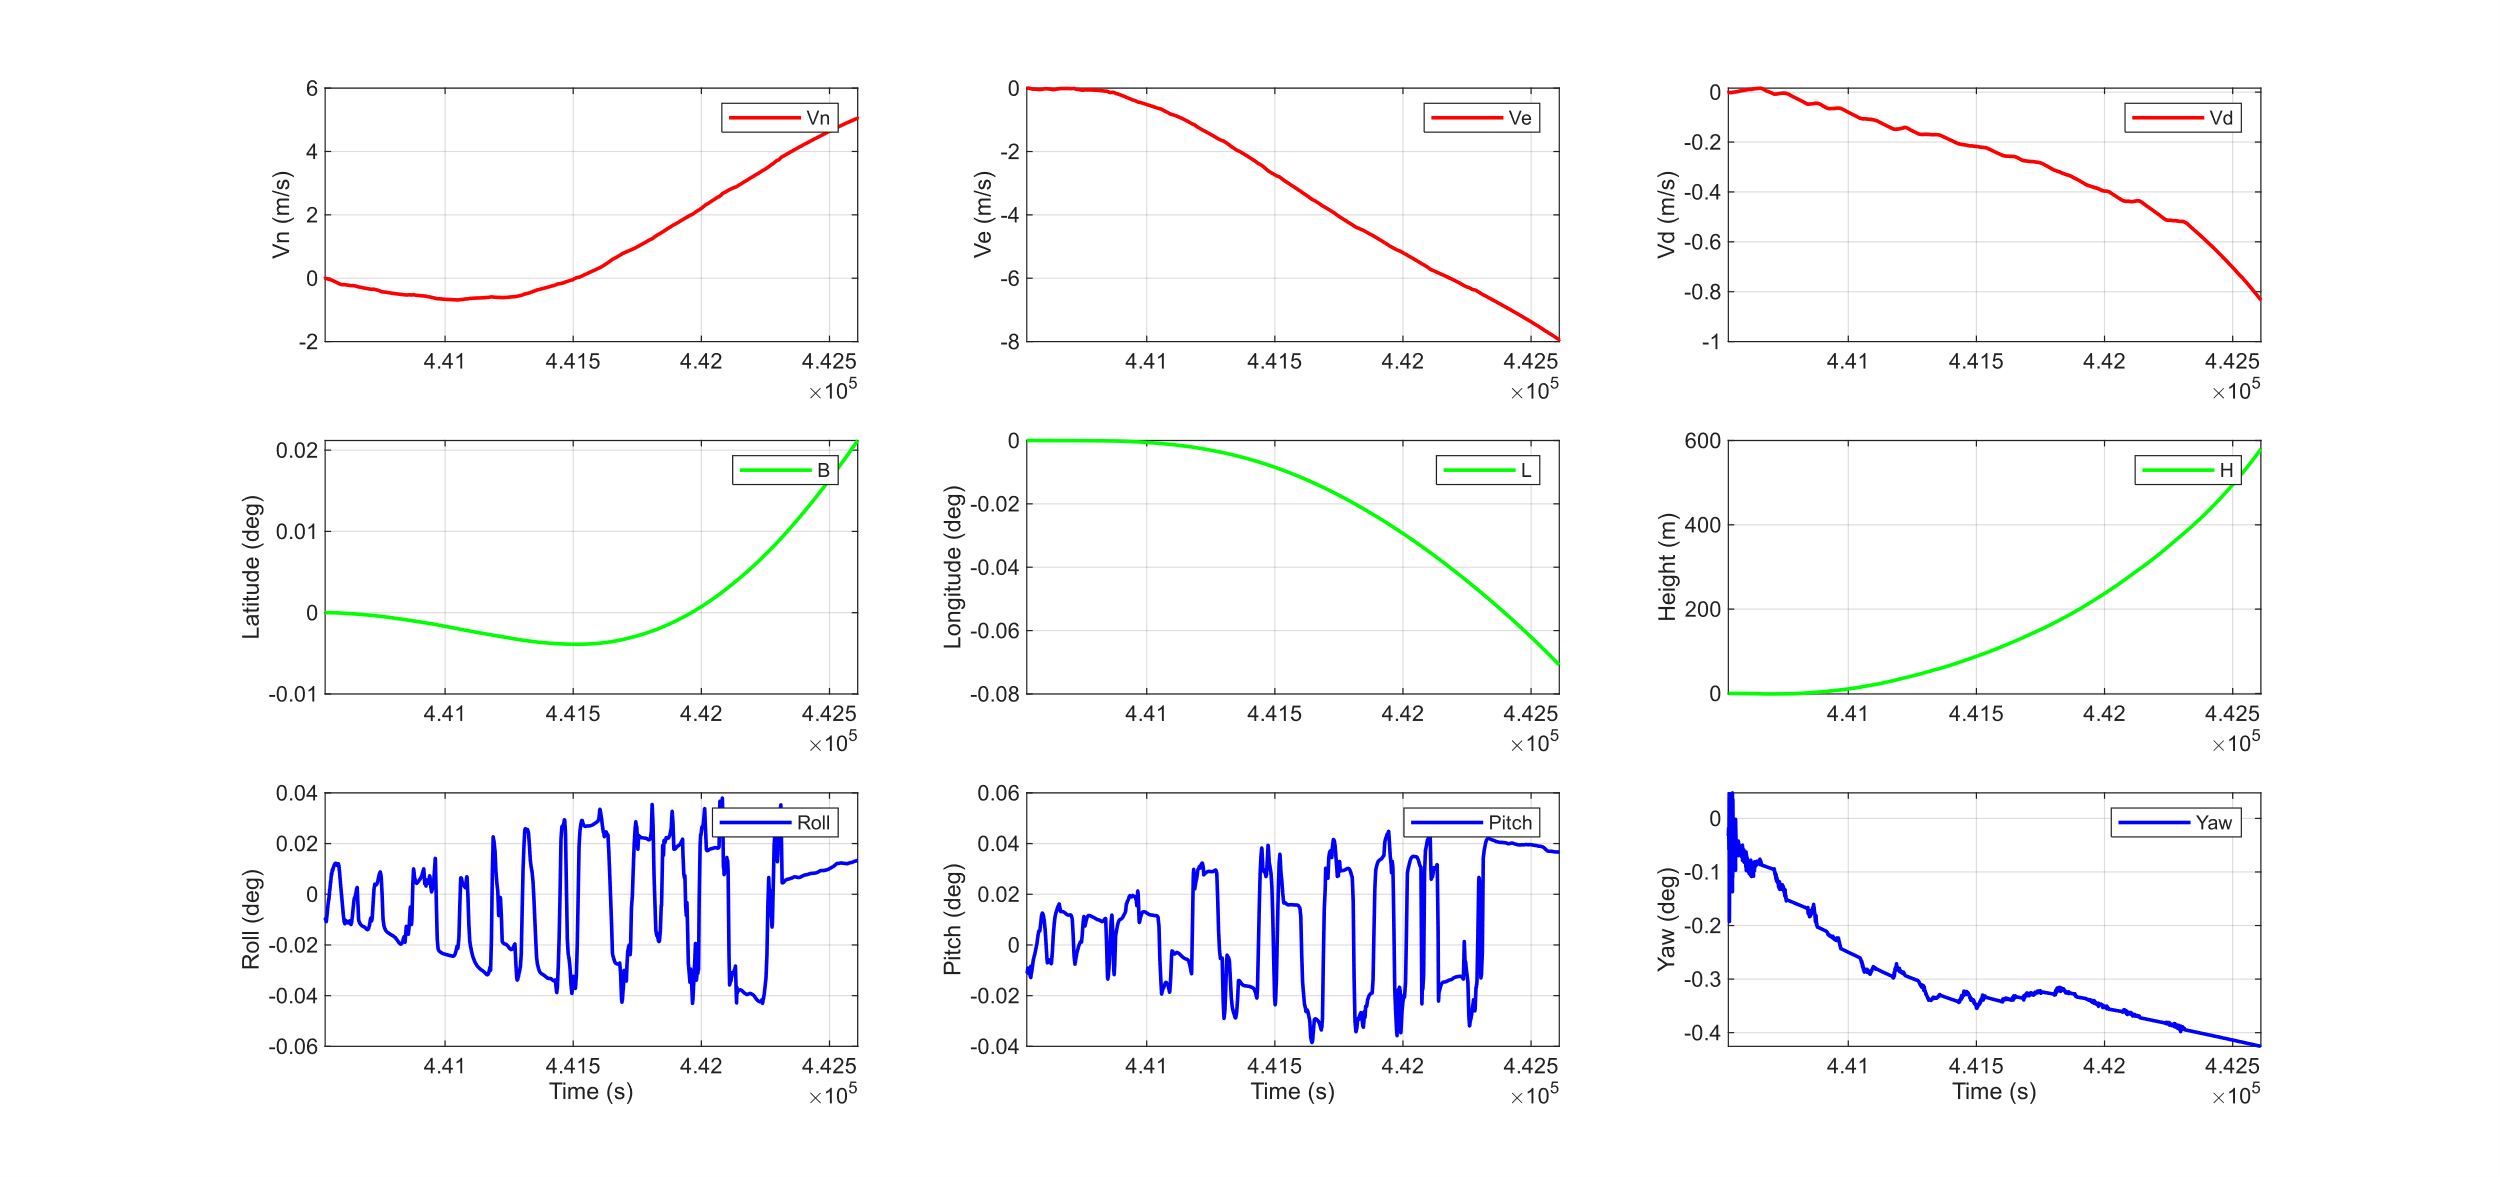 6
4
2
0
-2
Vn (m/s)
Vn
4.41 4.415 4.42 4.425
×10^5
0
-2
-4
-6
-8
Ve (m/s)
Ve
4.41 4.415 4.42 4.425
×10^5
0
-0.2
-0.4
-0.6
-0.8
-1
Vd (m/s)
Vd
4.41 4.415 4.42 4.425
×10^5
0.02
0.01
0
-0.01
Latitude (deg)
B
4.41 4.415 4.42 4.425
×10^5
0
-0.02
-0.04
-0.06
-0.08
Longitude (deg)
L
4.41 4.415 4.42 4.425
×10^5
600
400
200
0
Height (m)
H
4.41 4.415 4.42 4.425
×10^5
0.04
0.02
0
-0.02
-0.04
-0.06
Roll (deg)
Roll
4.41 4.415 4.42 4.425
Time (s)
×10^5
0.06
0.04
0.02
0
-0.02
-0.04
Pitch (deg)
Pitch
4.41 4.415 4.42 4.425
Time (s)
×10^5
0
-0.1
-0.2
-0.3
-0.4
Yaw (deg)
Yaw
4.41 4.415 4.42 4.425
Time (s)
×10^5